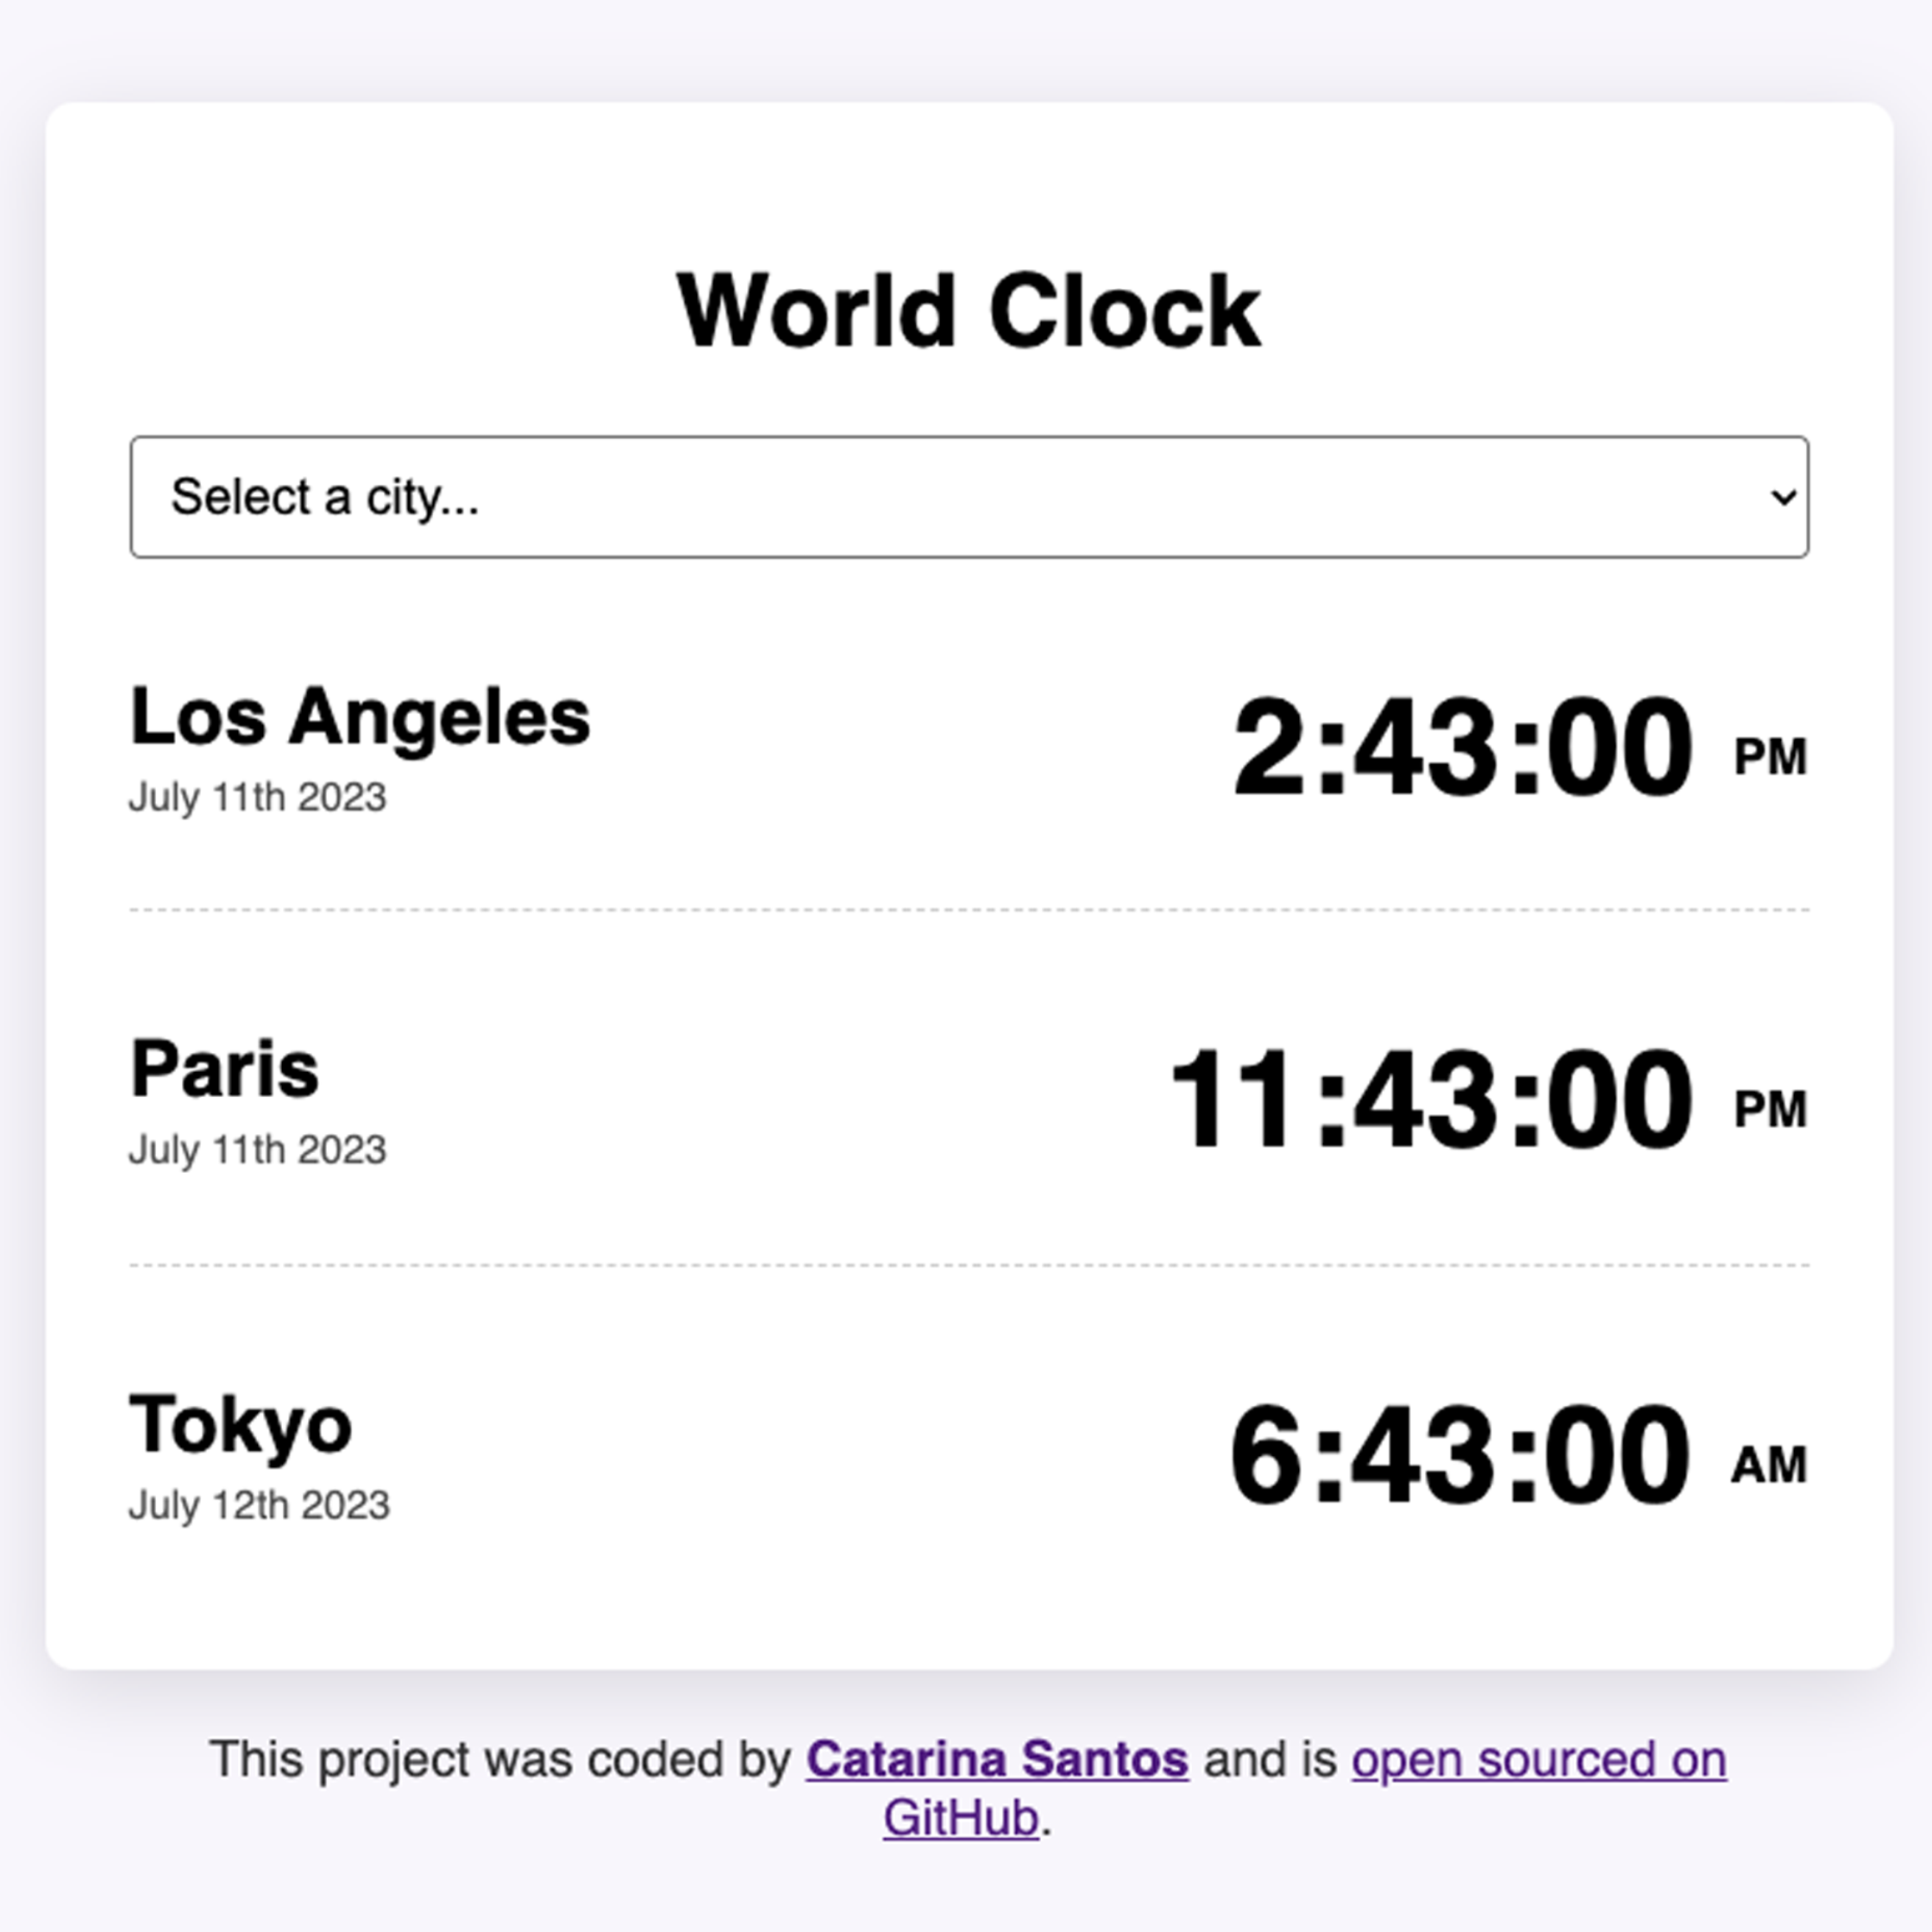 World Clock
Select a city...
Los Angeles
2:43:00 PM
July 11th 2023
Paris
11:43:00 PM
July 11th 2023
Tokyo
6:43:00 AM
July 12th 2023
This project was coded by Catarina Santos and is open sourced on
GitHub.